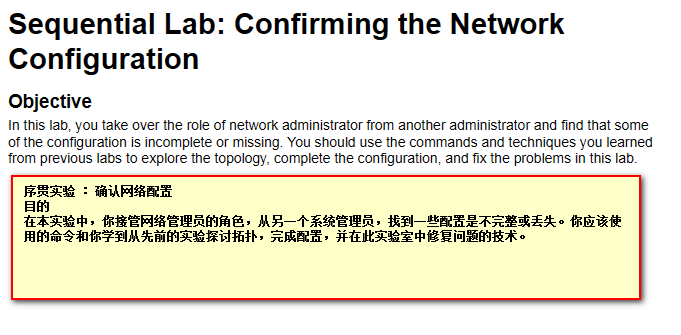 Sequential Lab: Confirming the Network
Configuration
Objective
In this lab, you take over the role of network administrator from another administrator and find that some
of the configuration is incomplete or missing. You should use the commands and techniques you learned
from previous labs to explore the topology, complete the configuration, and fix the problems in this lab.
序贯实验 : 确认网络配置
目的
在本实验中，你接管网络管理员的角色，从另一个系统管理员，找到一些配置是不完整或丢失。你应该使
用的命令和你学到从先前的实验探讨拓扑，完成配置，并在此实验室中修复问题的技术。